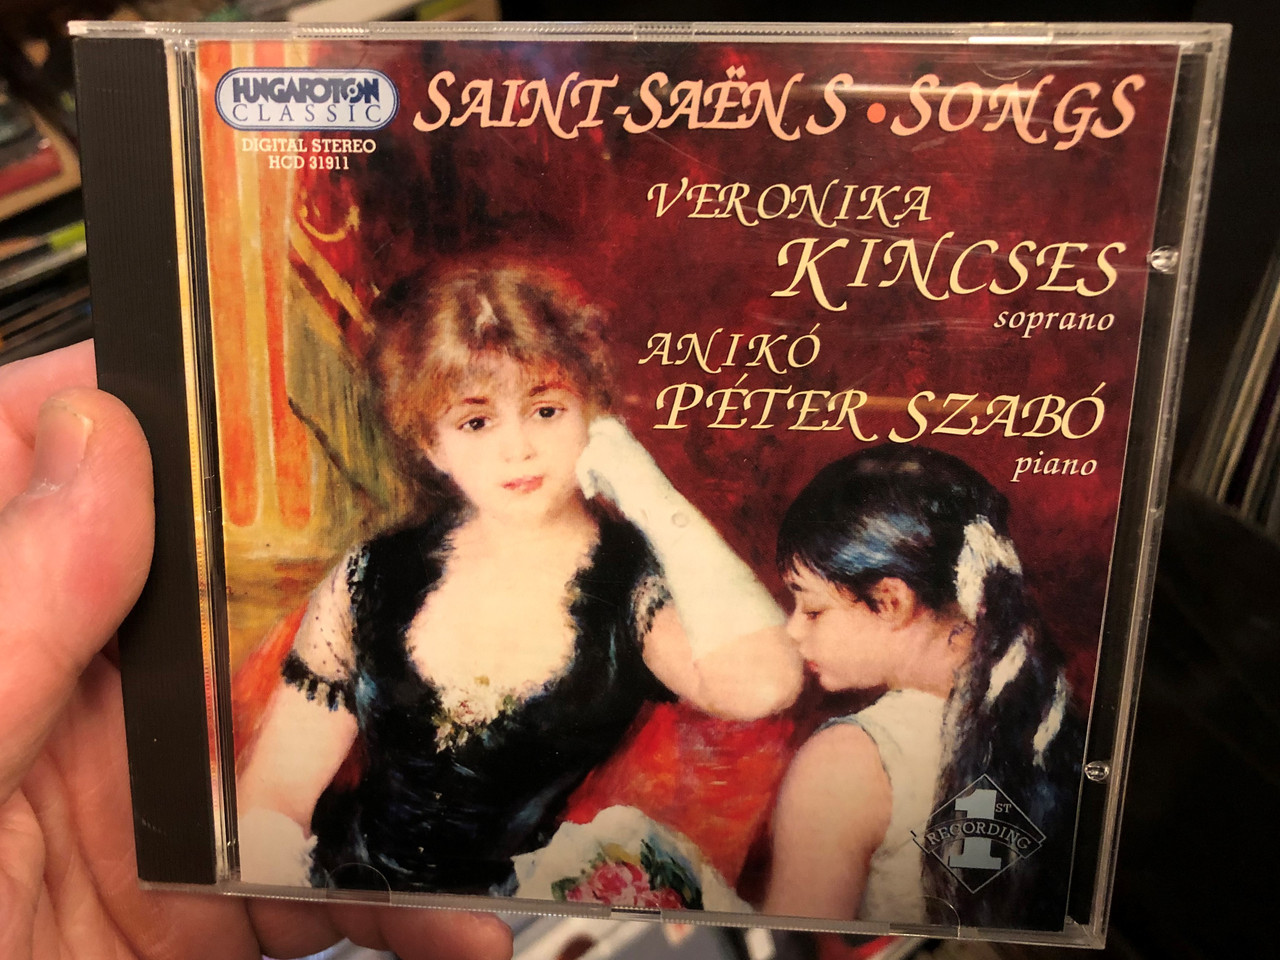 HUNGAROTON
CLASSIC
DIGITAL STEREO
HCD 31911
SAINT-SAËNS • SONGS
VERONIKA
KINCSES
soprano
ANIKÓ
PÉTER SZABÓ
piano
1ST
RECORDING